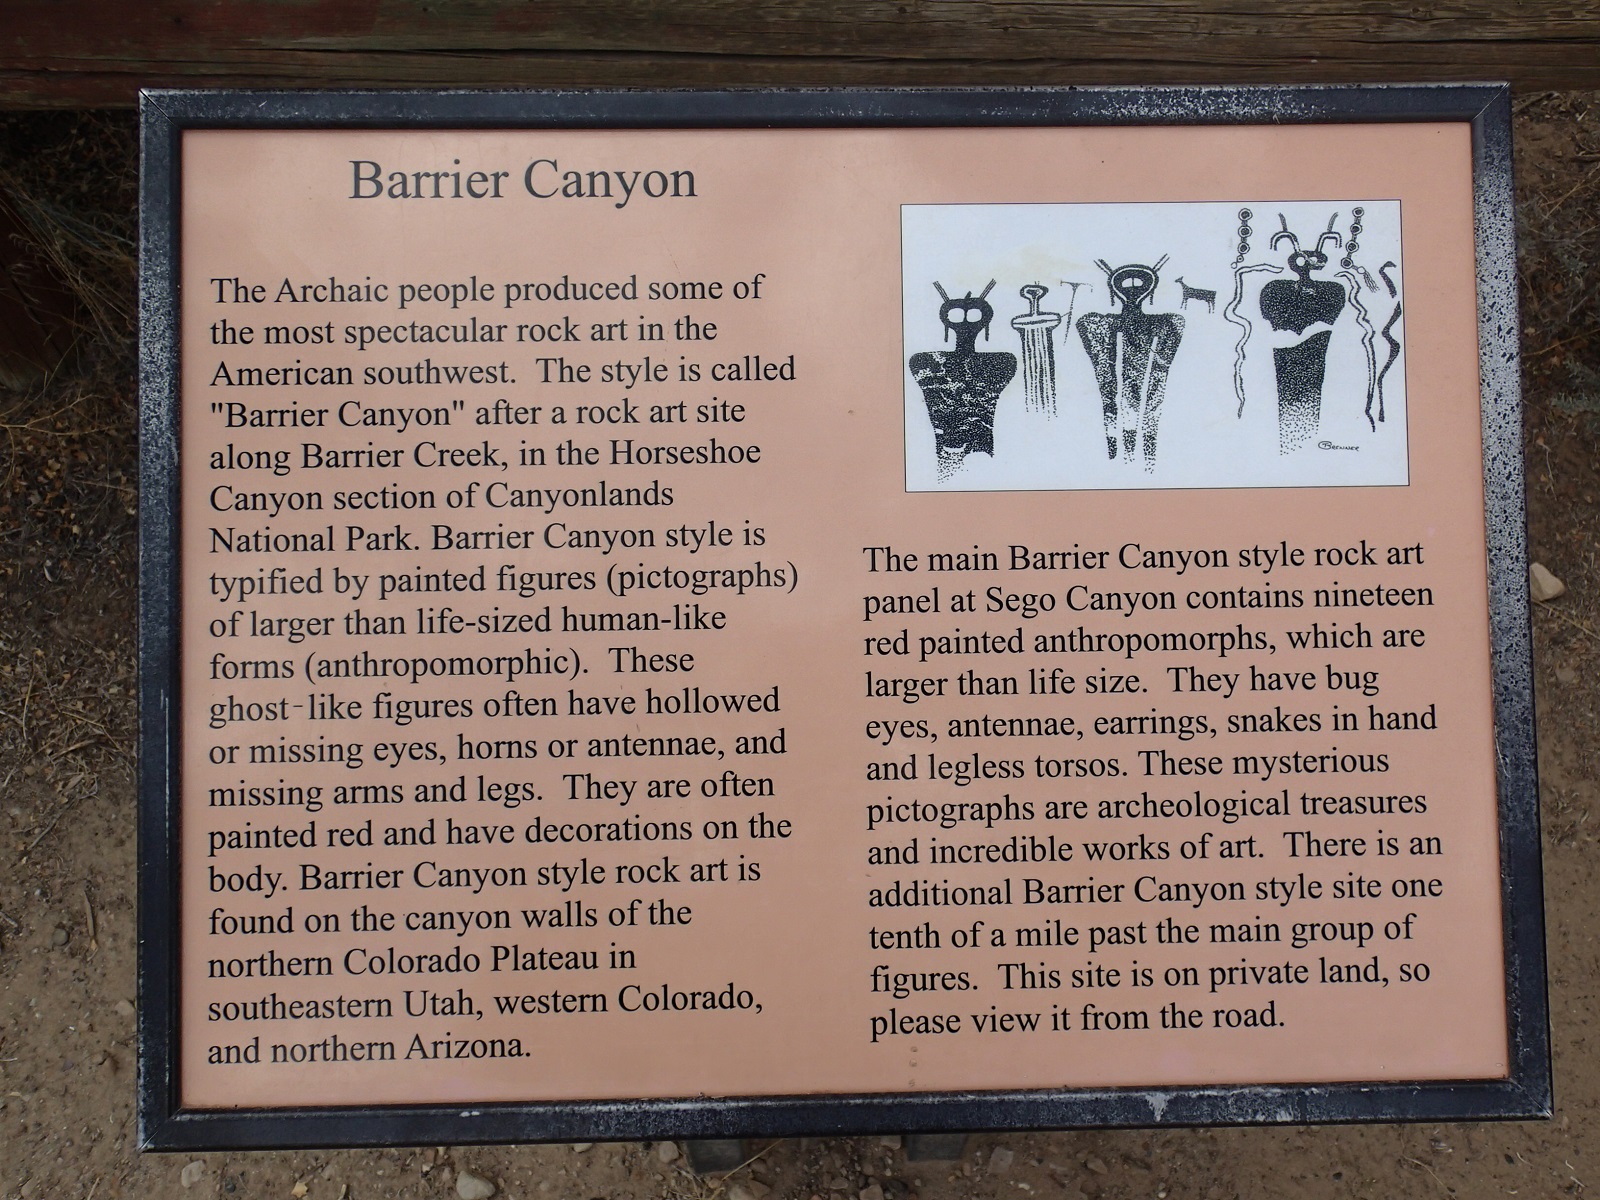 Barrier Canyon
The Archaic people produced some of
the most spectacular rock art in the
American southwest.  The style is called
"Barrier Canyon" after a rock art site
along Barrier Creek, in the Horseshoe
Canyon section of Canyonlands
National Park. Barrier Canyon style is
typified by painted figures (pictographs)
of larger than life-sized human-like
forms (anthropomorphic).  These
ghost-like figures often have hollowed
or missing eyes, horns or antennae, and
missing arms and legs.  They are often
painted red and have decorations on the
body. Barrier Canyon style rock art is
found on the canyon walls of the
northern Colorado Plateau in
southeastern Utah, western Colorado,
and northern Arizona.
The main Barrier Canyon style rock art
panel at Sego Canyon contains nineteen
red painted anthropomorphs, which are
larger than life size.  They have bug
eyes, antennae, earrings, snakes in hand
and legless torsos. These mysterious
pictographs are archeological treasures
and incredible works of art.  There is an
additional Barrier Canyon style site one
tenth of a mile past the main group of
figures.  This site is on private land, so
please view it from the road.